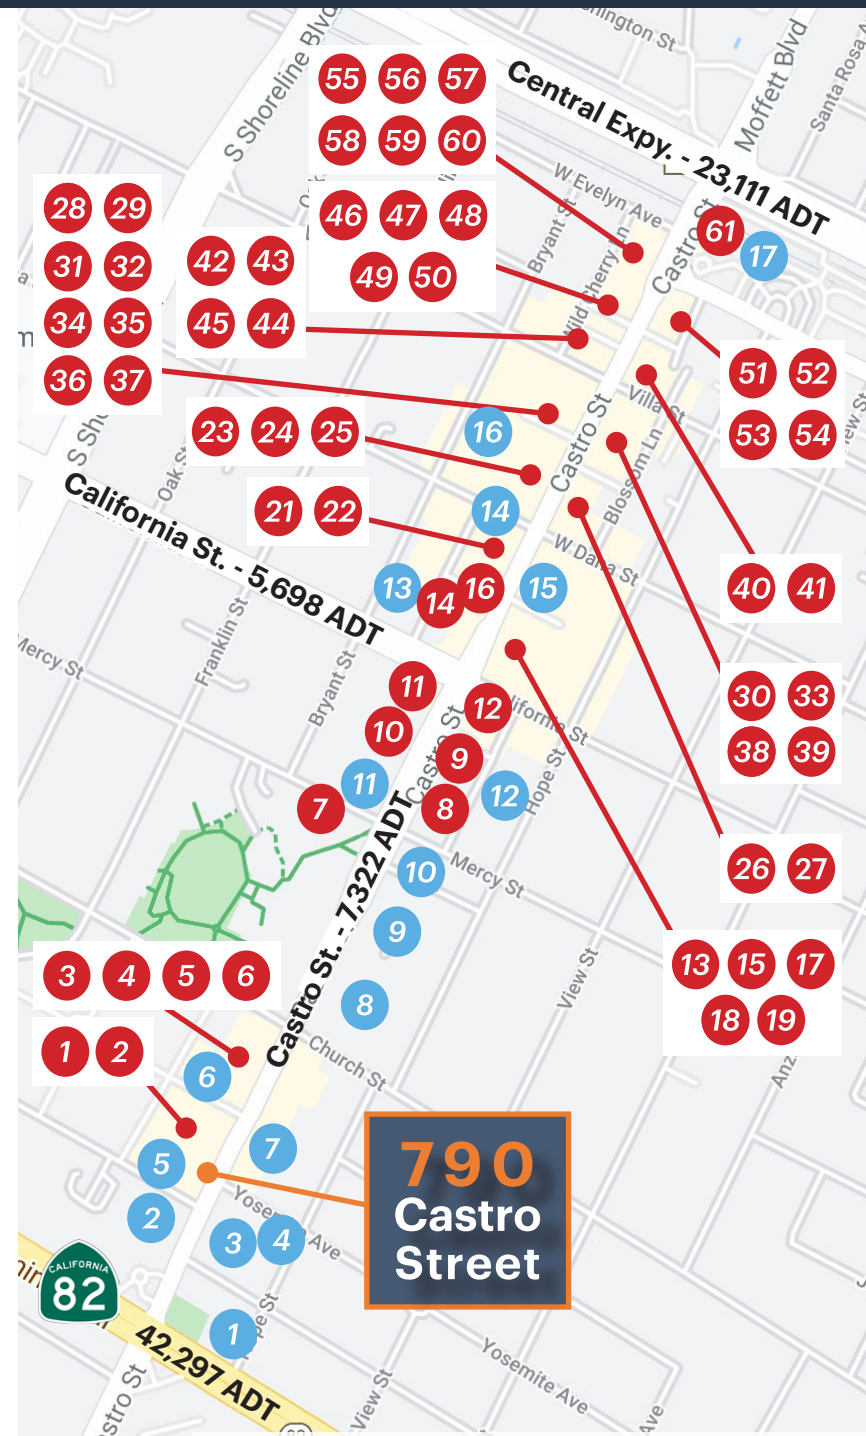 S Shoreline Blvd
Moffett Blvd
Santa Rosa A
Central Expy. - 23,111 ADT
55 56 57
58 59 60
W Evelyn Ave
28 29
31 32
34 35
36 37
42 43
45 44
46 47 48
49 50
Bryant St
Wild Cherry Ln
Castro St
61
17
51 52
53 54
Villa St
23 24 25
16
Castro St
Blossom Ln
S Sho
Oak St
21 22
14
W Dana St
California St. - 5,698 ADT
13
14
16
15
40 41
Mercy St
Franklin St
Bryant St
30 33
38 39
11
12
California St
10
9
Castro St
11
12
Hope St
7
8
26 27
10
Mercy St
Castro St. - 7,322 ADT
9
View St
13 15 17
18 19
3 4 5 6
8
1 2
Church St
6
7
5
790
Castro
Street
2
Yosemite Ave
3
4
CALIFORNIA
82
1
42,297 ADT
Yosemite Ave
View St